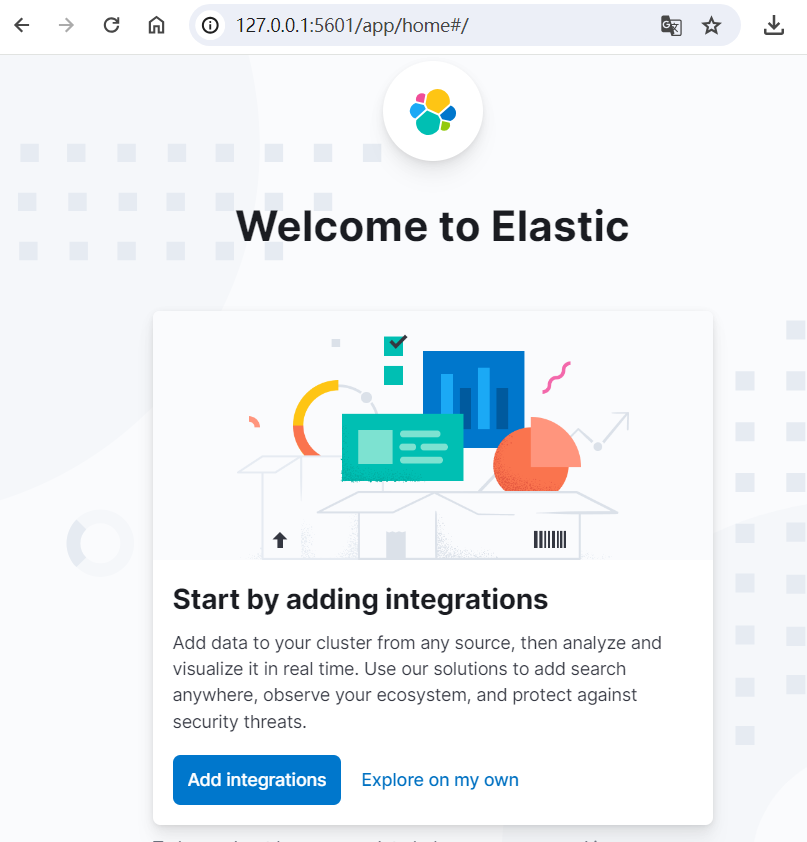 127.0.0.1:5601/app/home#/
Welcome to Elastic
Start by adding integrations
Add data to your cluster from any source, then analyze and
visualize it in real time. Use our solutions to add search
anywhere, observe your ecosystem, and protect against
security threats.
Add integrations
Explore on my own